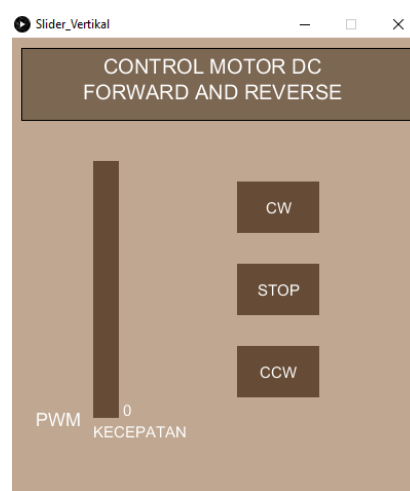 Slider_Vertikal
CONTROL MOTOR DC
FORWARD AND REVERSE
CW
STOP
CCW
0
PWM
KECEPATAN